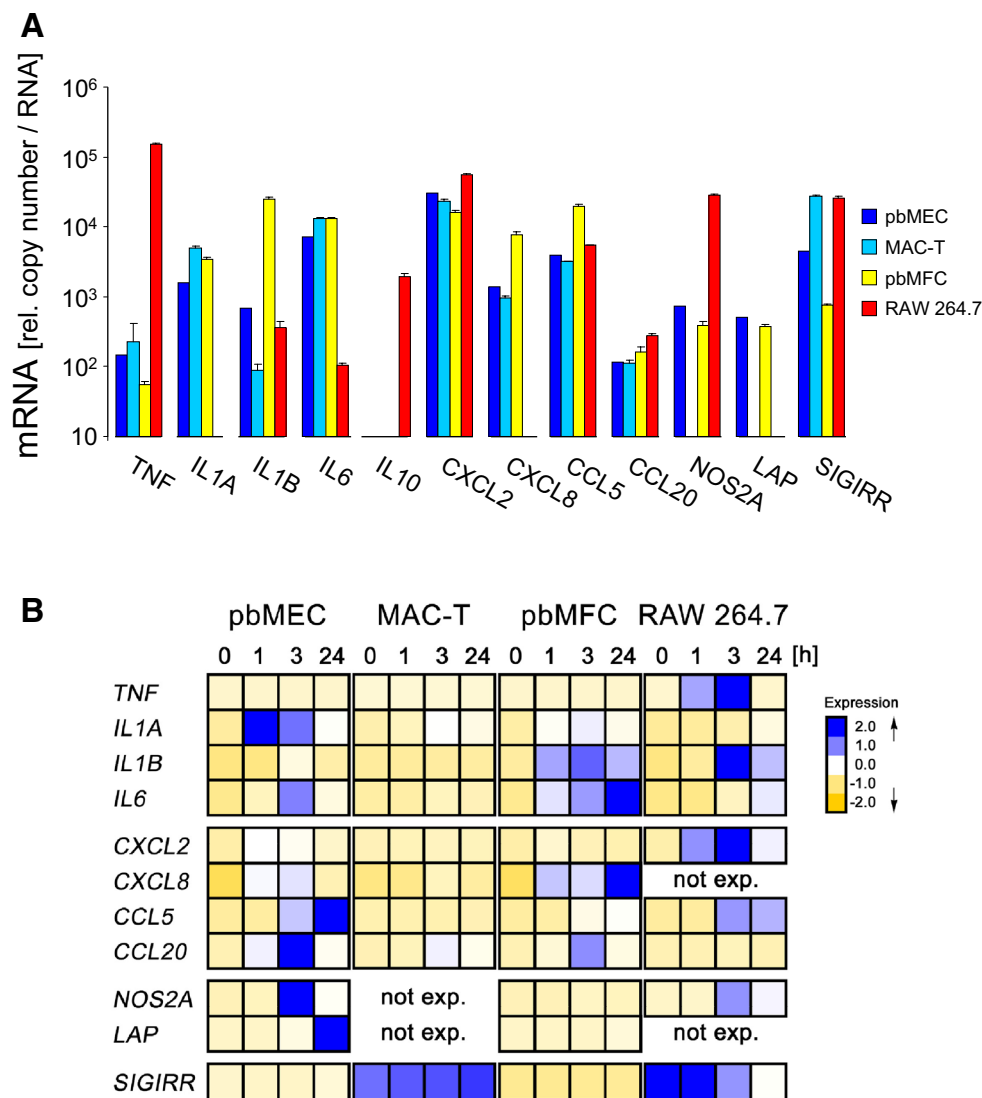 A
mRNA [rel. copy number / RNA]
10⁶
10⁵
10⁴
10³
10²
10
pbMEC
MAC-T
pbMFC
RAW 264.7
TNF IL1A IL1B IL6 IL10 CXCL2 CXCL8 CCL5 CCL20 NOS2A LAP SIGIRR
B
pbMEC MAC-T pbMFC RAW 264.7
0 1 3 24 0 1 3 24 0 1 3 24 0 1 3 24 [h]
TNF
IL1A
IL1B
IL6
Expression
2.0
1.0
0.0
-1.0
-2.0
CXCL2
CXCL8 not exp.
CCL5
CCL20
NOS2A not exp.
LAP not exp. not exp.
SIGIRR